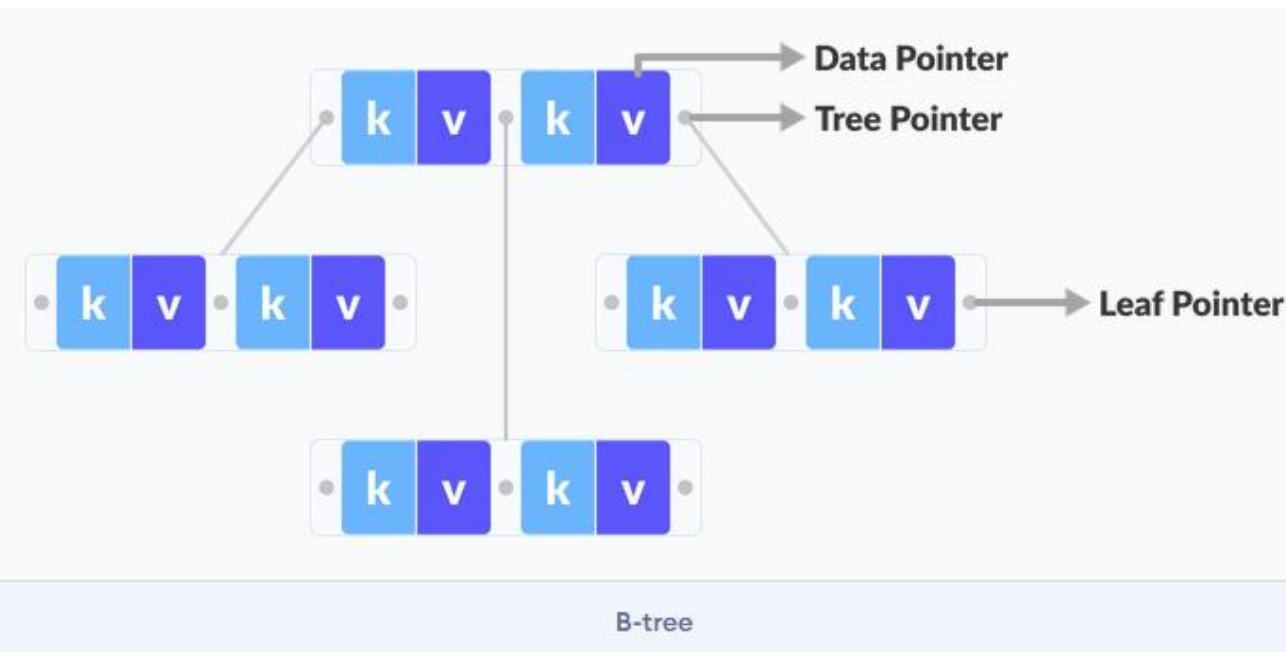 Data Pointer
k v k v
Tree Pointer
k v k v
k v k v
Leaf Pointer
k v k v
B-tree